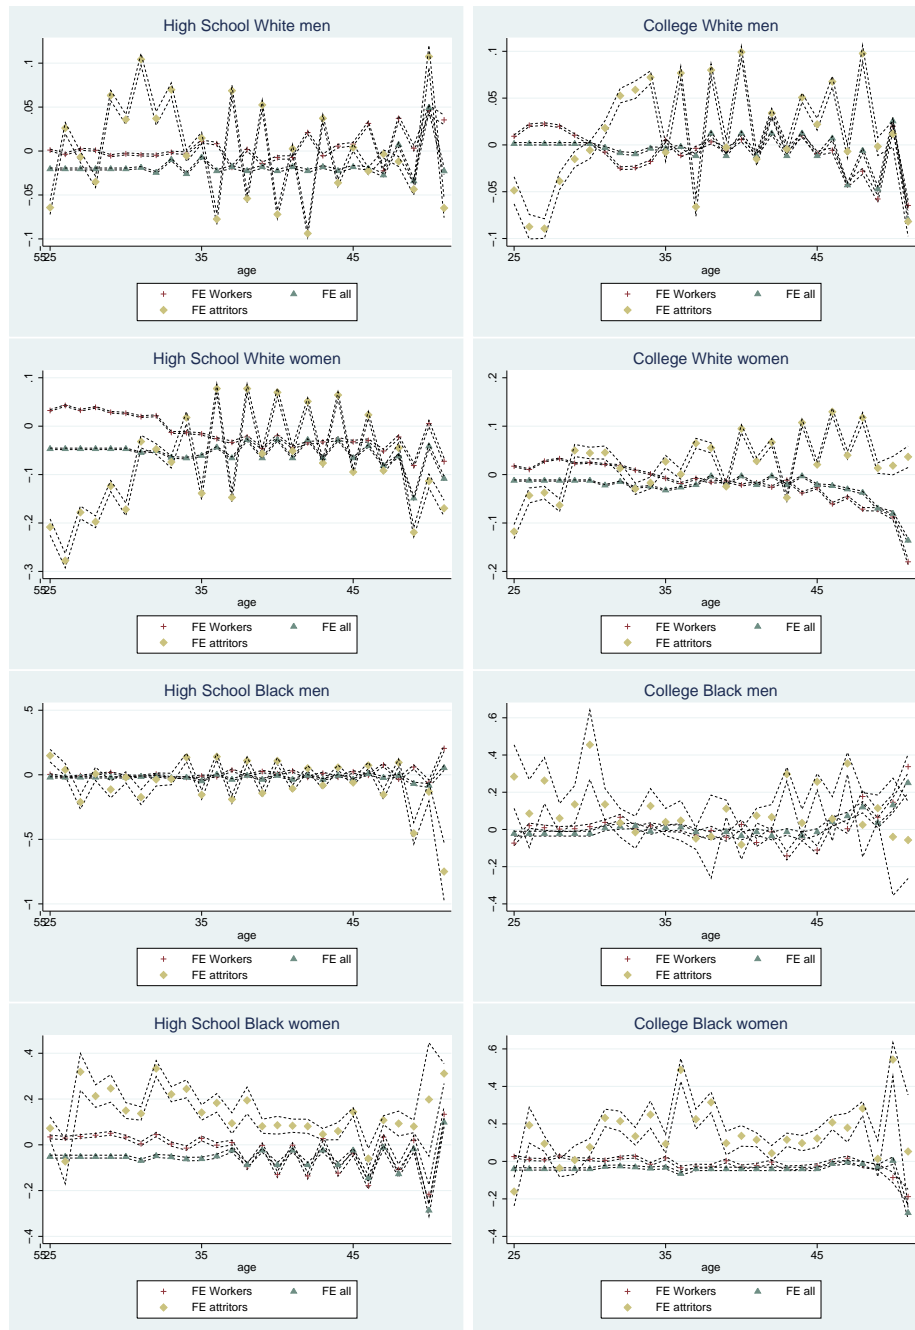 High School White men
.1
.05
0
-.05
-.1
55 25 35 45
age
FE Workers FE all
FE attritors
College White men
.1
.05
0
-.05
-.1
25 35 45
age
FE Workers FE all
FE attritors
High School White women
.1
0
-.1
-.2
-.3
55 25 35 45
age
FE Workers FE all
FE attritors
College White women
.2
.1
0
-.1
-.2
25 35 45
age
FE Workers FE all
FE attritors
High School Black men
.5
0
-.5
-1
55 25 35 45
age
FE Workers FE all
FE attritors
College Black men
.6
.4
.2
0
-.2
-.4
25 35 45
age
FE Workers FE all
FE attritors
High School Black women
.4
.2
0
-.2
-.4
55 25 35 45
age
FE Workers FE all
FE attritors
College Black women
.6
.4
.2
0
-.2
-.4
25 35 45
age
FE Workers FE all
FE attritors